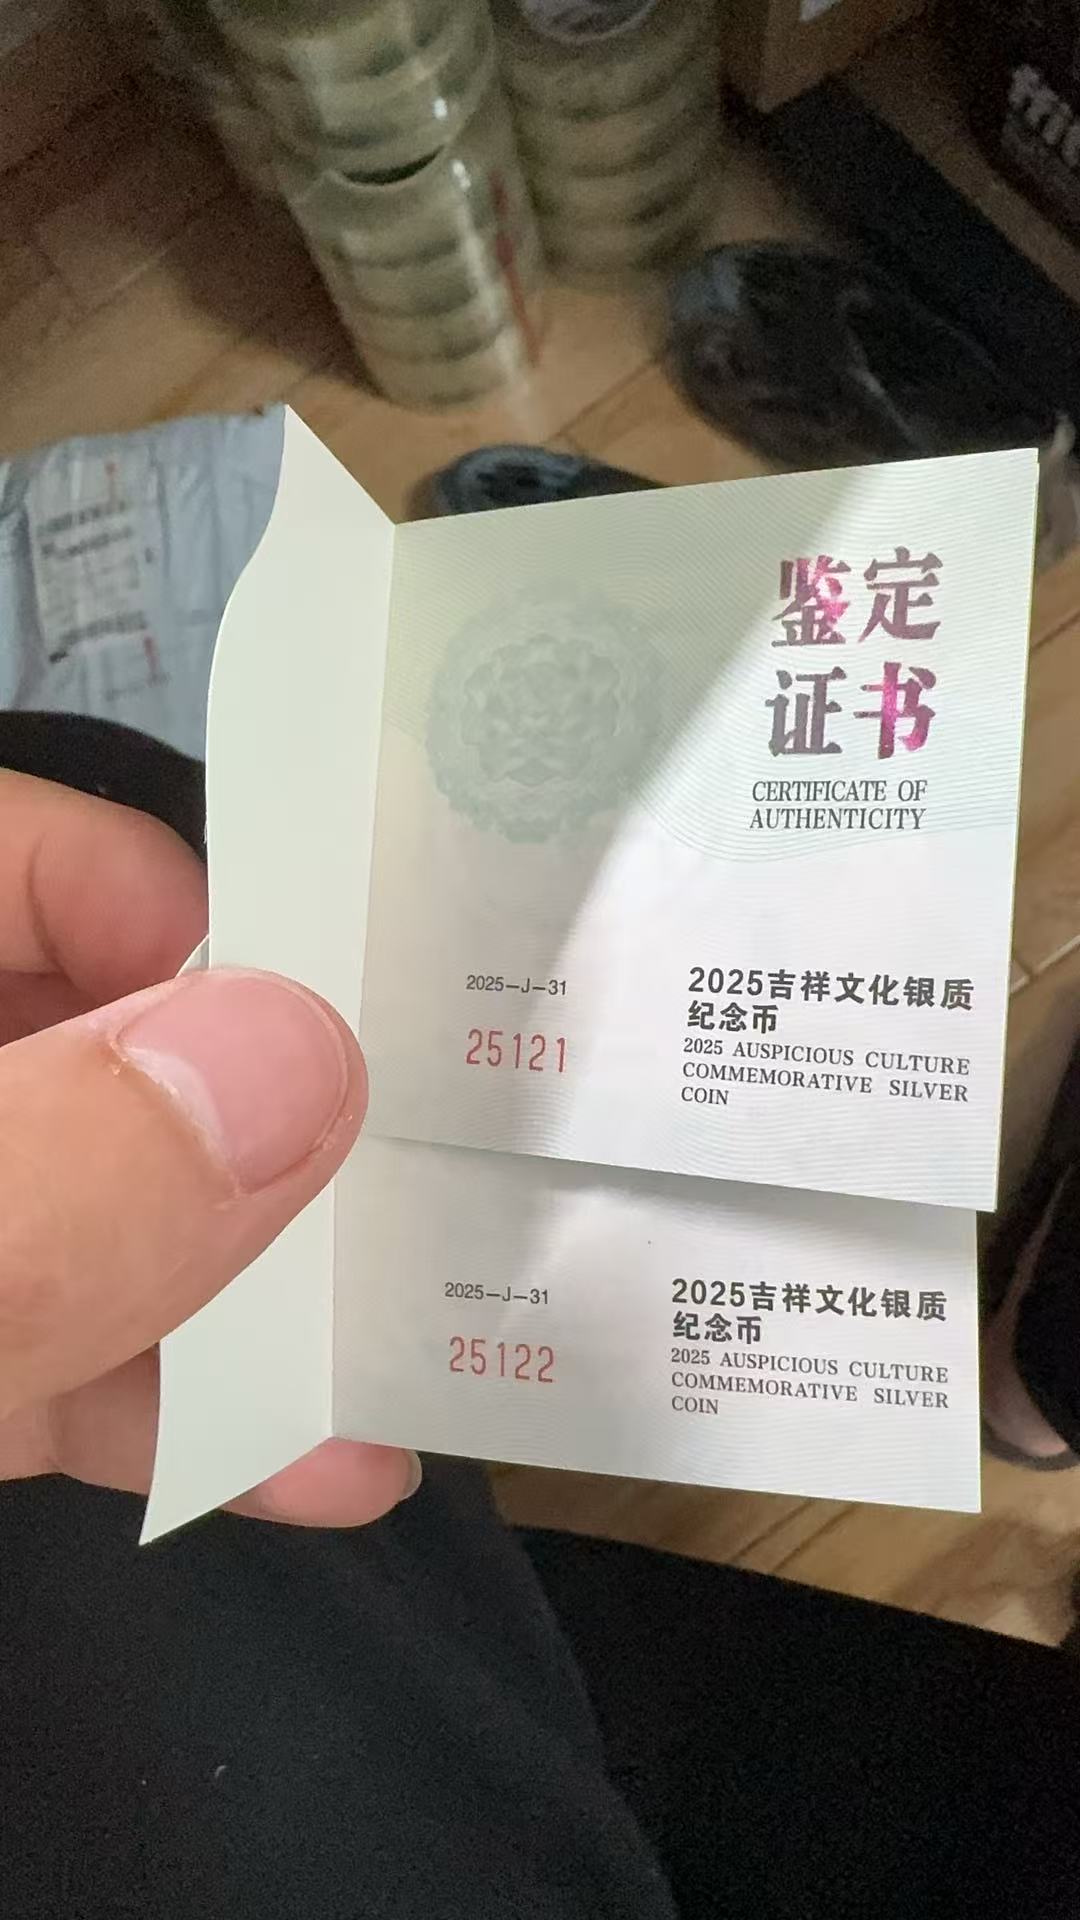 鉴定
证书
CERTIFICATE OF
AUTHENTICITY
2025-J-31
25121
2025吉祥文化银质
纪念币
2025 AUSPICIOUS CULTURE
COMMEMORATIVE SILVER
COIN
2025-J-31
25122
2025吉祥文化银质
纪念币
2025 AUSPICIOUS CULTURE
COMMEMORATIVE SILVER
COIN